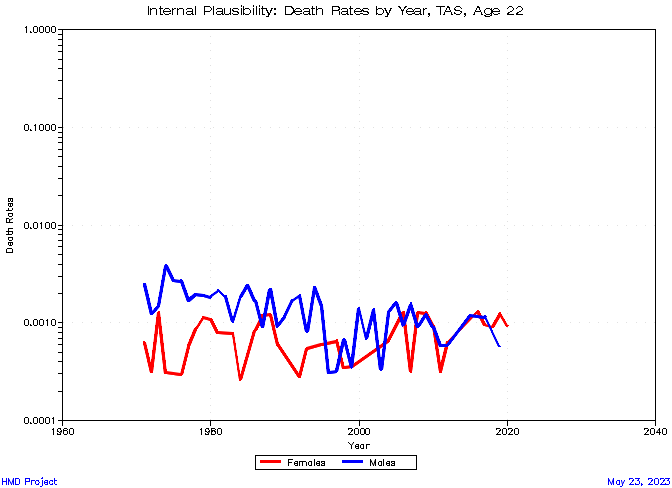 Internal Plausibility: Death Rates by Year, TAS, Age 22
1.0000
0.1000
0.0100
0.0010
0.0001
Death Rates
1960 1980 2000 2020 2040
Year
Females Males
HMD Project May 23, 2023